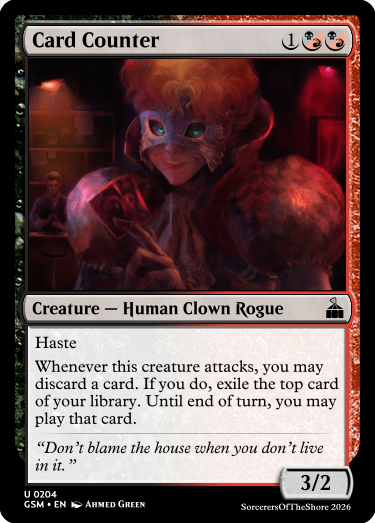 Card Counter 1
Creature — Human Clown Rogue
Haste
Whenever this creature attacks, you may
discard a card. If you do, exile the top card
of your library. Until end of turn, you may
play that card.
“Don’t blame the house when you don’t live
in it.”
3/2
U 0204
GSM • EN Ahmed Green
SorcerersOfTheShore 2026